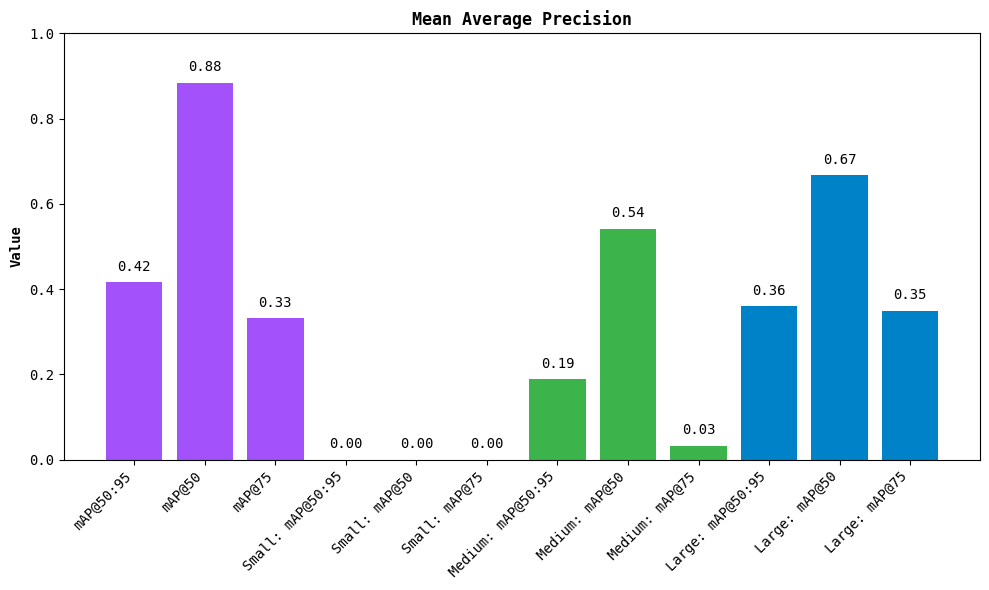 Mean Average Precision
Value
1.0
0.8
0.6
0.4
0.2
0.0
0.42
0.88
0.33
0.00
0.00
0.00
0.19
0.54
0.03
0.36
0.67
0.35
mAP@50:95
mAP@50
mAP@75
Small: mAP@50:95
Small: mAP@50
Small: mAP@75
Medium: mAP@50:95
Medium: mAP@50
Medium: mAP@75
Large: mAP@50:95
Large: mAP@50
Large: mAP@75